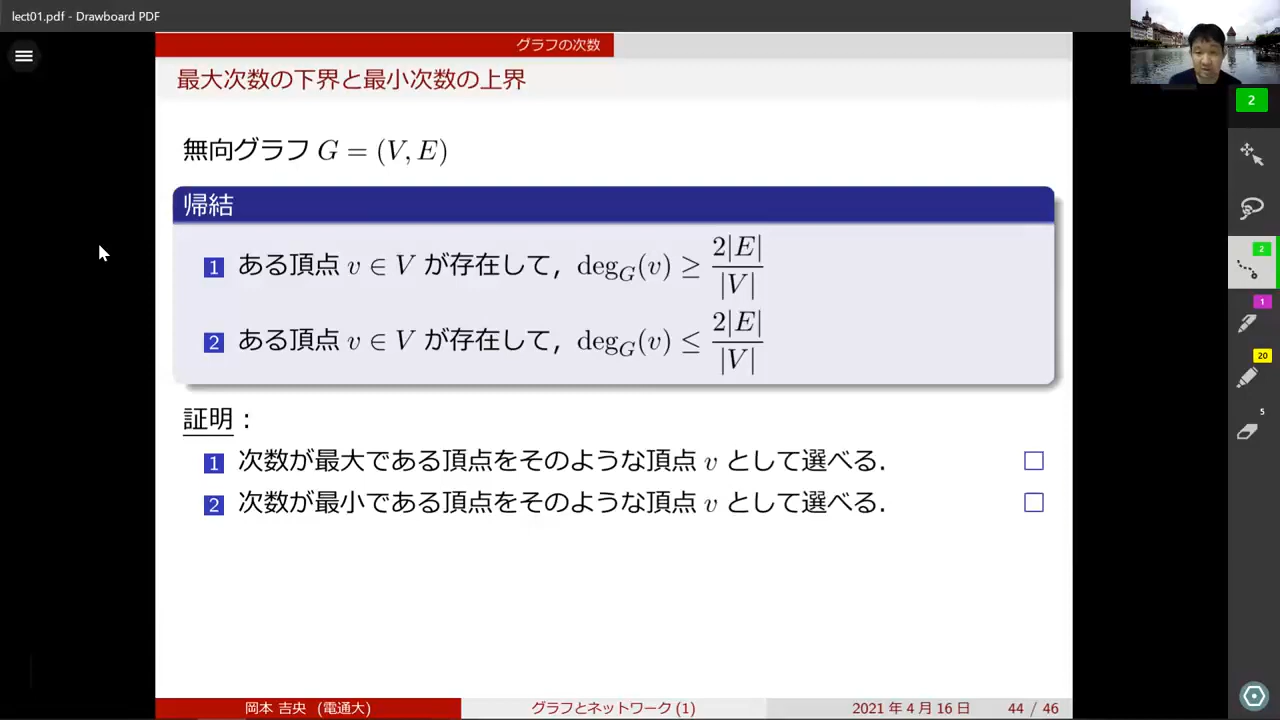 lect01.pdf - Drawboard PDF
グラフの次数
最大次数の下界と最小次数の上界
無向グラフ G = (V, E)
帰結
1 ある頂点 v ∈ V が存在して, deg_G(v) ≥ 2|E| / |V|
2 ある頂点 v ∈ V が存在して, deg_G(v) ≤ 2|E| / |V|
証明 :
1 次数が最大である頂点をそのような頂点 v として選べる. □
2 次数が最小である頂点をそのような頂点 v として選べる. □
岡本 吉央 (電通大) グラフとネットワーク (1) 2021 年 4 月 16 日 44 / 46
2
2
1
20
5